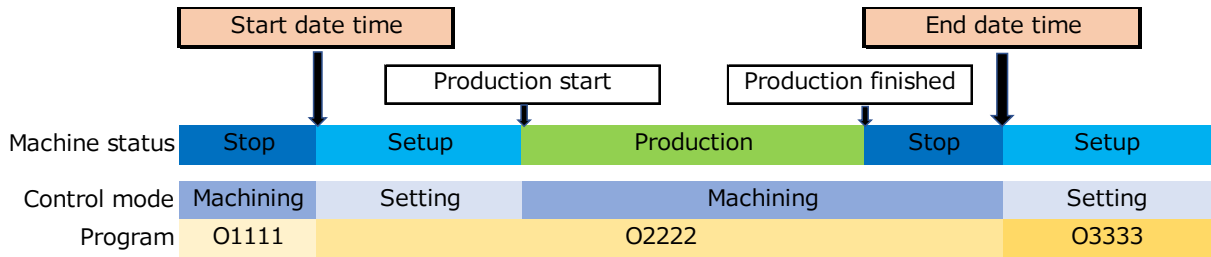 Start date time
End date time
Production start
Production finished
Machine status Stop Setup Production Stop Setup
Control mode Machining Setting Machining Setting
Program O1111 O2222 O3333